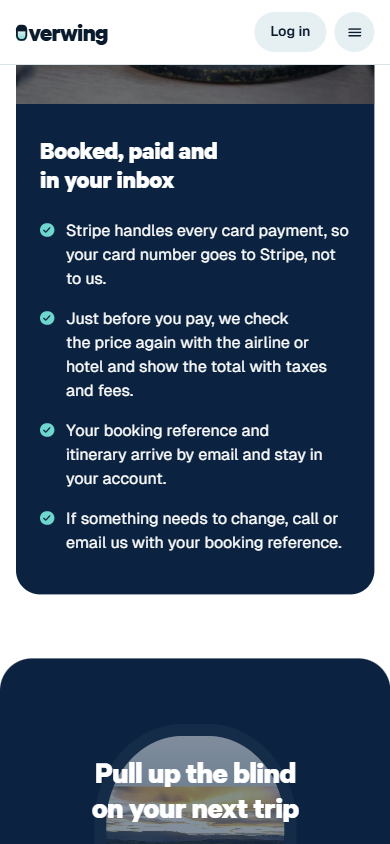 verwing
Log in
Booked, paid and
in your inbox
Stripe handles every card payment, so
your card number goes to Stripe, not
to us.
Just before you pay, we check
the price again with the airline or
hotel and show the total with taxes
and fees.
Your booking reference and
itinerary arrive by email and stay in
your account.
If something needs to change, call or
email us with your booking reference.
Pull up the blind
on your next trip